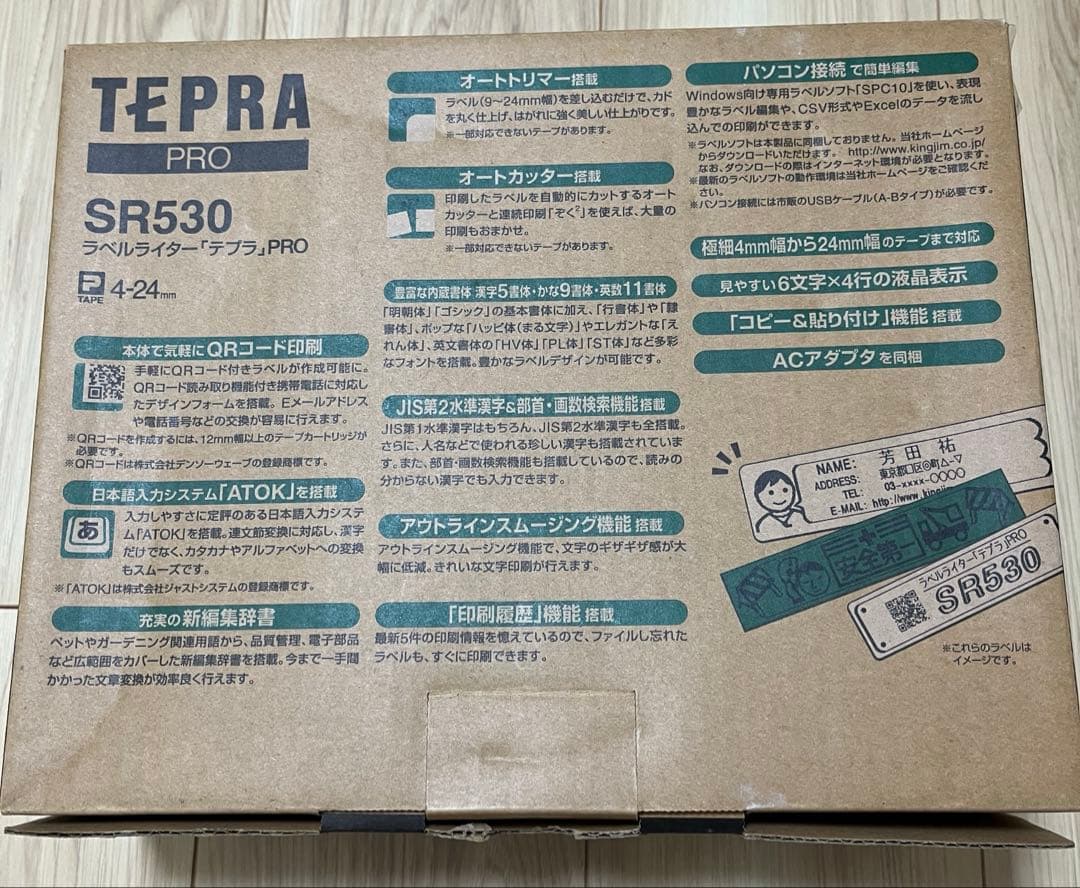 TEPRA
PRO
SR530
ラベルライター「テプラ」PRO
TAPE 4-24mm
本体で気軽にQRコード印刷
手軽にQRコード付きラベルが作成可能に。
QRコード読み取り機能付き携帯電話に対応し
たデザインフォームを搭載。Eメールアドレス
や電話番号などの交換が容易に行えます。
※QRコードを作成するには、12mm幅以上のテープカートリッジが
必要です。
※QRコードは株式会社デンソーウェーブの登録商標です。
日本語入力システム「ATOK」を搭載
あ
入力しやすさに定評のある日本語入力システ
ム「ATOK」を搭載。連文節変換に対応し、漢字
だけでなく、カタカナやアルファベットへの変換
もスムーズです。
※「ATOK」は株式会社ジャストシステムの登録商標です。
充実の新編集辞書
ペットやガーデニング関連用語から、品質管理、電子部品
など広範囲をカバーした新編集辞書を搭載。今まで一手間
かかった文章変換が効率良く行えます。
オートトリマー搭載
ラベル(9〜24mm幅)を差し込むだけで、カド
を丸く仕上げ、はがれに強く美しい仕上がりです。
※一部対応できないテープがあります。
オートカッター搭載
印刷したラベルを自動的にカットするオート
カッターと連続印刷「ぞく²」を使えば、大量の
印刷もおまかせ。
※一部対応できないテープがあります。
豊富な内蔵書体 漢字5書体・かな9書体・英数11書体
「明朝体」「ゴシック」の基本書体に加え、「行書体」や「隷
書体」、ポップな「ハッピ体(まる文字)」やエレガントな「え
れん体」、英文書体の「HV体」「PL体」「ST体」など多彩
なフォントを搭載。豊かなラベルデザインが可能です。
JIS第2水準漢字&部首・画数検索機能搭載
JIS第1水準漢字はもちろん、JIS第2水準漢字も全搭載。
さらに、人名などで使われる珍しい漢字も搭載されていま
す。また、部首・画数検索機能も搭載しているので、読みの
分からない漢字でも入力できます。
アウトラインスムージング機能 搭載
アウトラインスムージング機能で、文字のギザギザ感が大
幅に低減。きれいな文字印刷が行えます。
「印刷履歴」機能 搭載
最新5件の印刷情報を憶えているので、ファイルし忘れた
ラベルも、すぐに印刷できます。
パソコン接続で簡単編集
Windows向け専用ラベルソフト「SPC10」を使い、表現
豊かなラベル編集や、CSV形式やExcelのデータを流し
込んでの印刷ができます。
※ラベルソフトは本製品に同梱しておりません。当社ホームページ
からダウンロードいただけます。 http://www.kingjim.co.jp/
なお、ダウンロードの際はインターネット環境が必要となります。
※最新のラベルソフトの動作環境は当社ホームページをご確認くだ
さい。
※パソコン接続には市販のUSBケーブル(A-Bタイプ)が必要です。
極細4mm幅から24mm幅のテープまで対応
見やすい6文字×4行の液晶表示
「コピー&貼り付け」機能 搭載
ACアダプタを同梱
NAME: 芳田 祐
ADDRESS: 東京都口区◎町△-▽
TEL: 03-xxxx-○○○○
E-MAIL: http://www.kingjim
安全第一
ラベルライター「テプラ」PRO
SR530
※これらのラベルは
イメージです。